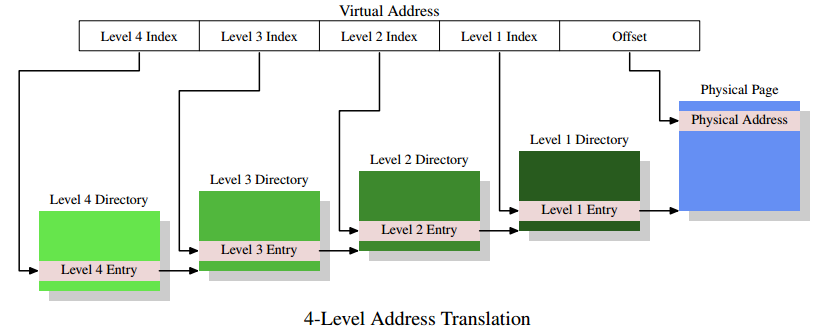 Virtual Address
Level 4 Index
Level 3 Index
Level 2 Index
Level 1 Index
Offset
Physical Page
Physical Address
Level 1 Directory
Level 1 Entry
Level 2 Directory
Level 2 Entry
Level 3 Directory
Level 3 Entry
Level 4 Directory
Level 4 Entry
4-Level Address Translation